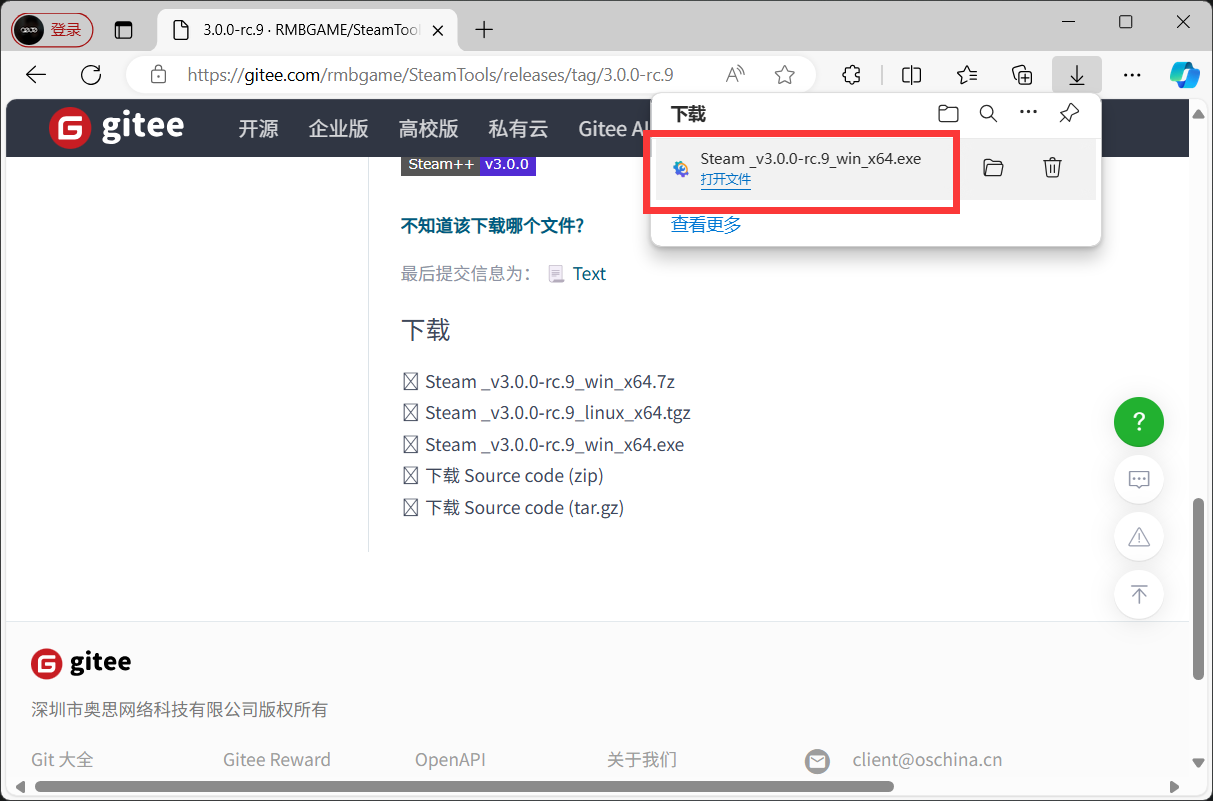 登录
3.0.0-rc.9 · RMBGAME/SteamTool
https://gitee.com/rmbgame/SteamTools/releases/tag/3.0.0-rc.9
gitee
开源
企业版
高校版
私有云
Gitee AI
下载
Steam _v3.0.0-rc.9_win_x64.exe
打开文件
查看更多
Steam++ v3.0.0
不知道该下载哪个文件?
最后提交信息为： Text
下载
Steam _v3.0.0-rc.9_win_x64.7z
Steam _v3.0.0-rc.9_linux_x64.tgz
Steam _v3.0.0-rc.9_win_x64.exe
下载 Source code (zip)
下载 Source code (tar.gz)
?
gitee
深圳市奥思网络科技有限公司版权所有
Git 大全
Gitee Reward
OpenAPI
关于我们
client@oschina.cn